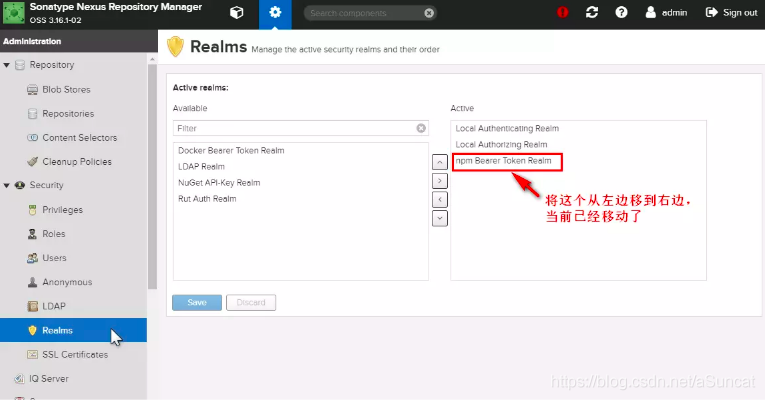 Sonatype Nexus Repository Manager
OSS 3.16.1-02
Search components
admin
Sign out
Administration
Repository
Blob Stores
Repositories
Content Selectors
Cleanup Policies
Security
Privileges
Roles
Users
Anonymous
LDAP
Realms
SSL Certificates
IQ Server
Realms Manage the active security realms and their order
Active realms:
Available
Filter
Docker Bearer Token Realm
LDAP Realm
NuGet API-Key Realm
Rut Auth Realm
Active
Local Authenticating Realm
Local Authorizing Realm
npm Bearer Token Realm
将这个从左边移到右边，
当前已经移动了
Save
Discard
https://blog.csdn.net/aSuncat